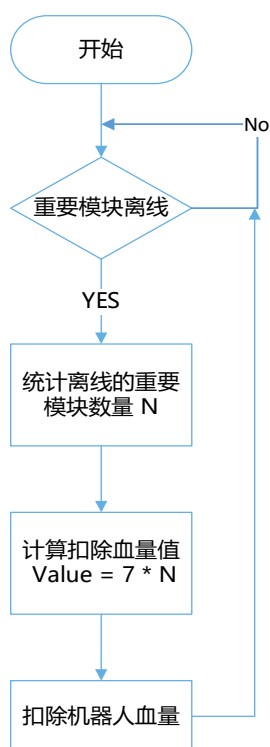 开始
No
重要模块离线
YES
统计离线的重要
模块数量 N
计算扣除血量值
Value = 7 * N
扣除机器人血量